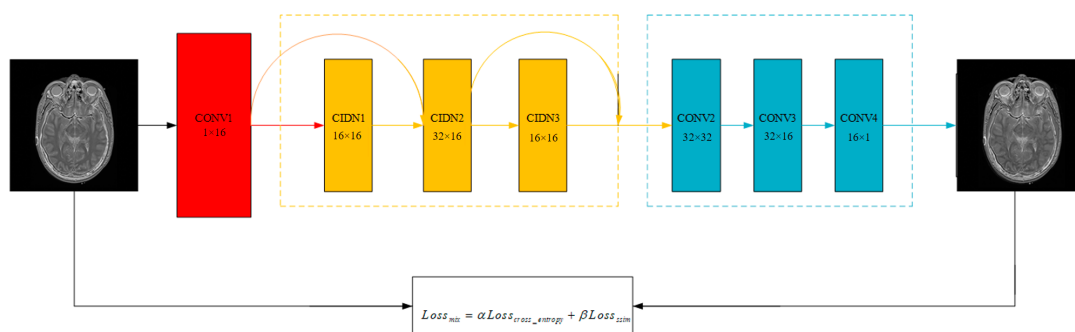 CONV1
1×16
CIDN1
16×16
CIDN2
32×16
CIDN3
16×16
CONV2
32×32
CONV3
32×16
CONV4
16×1
Loss_mix = αLoss_cross_entropy + βLoss_ssim